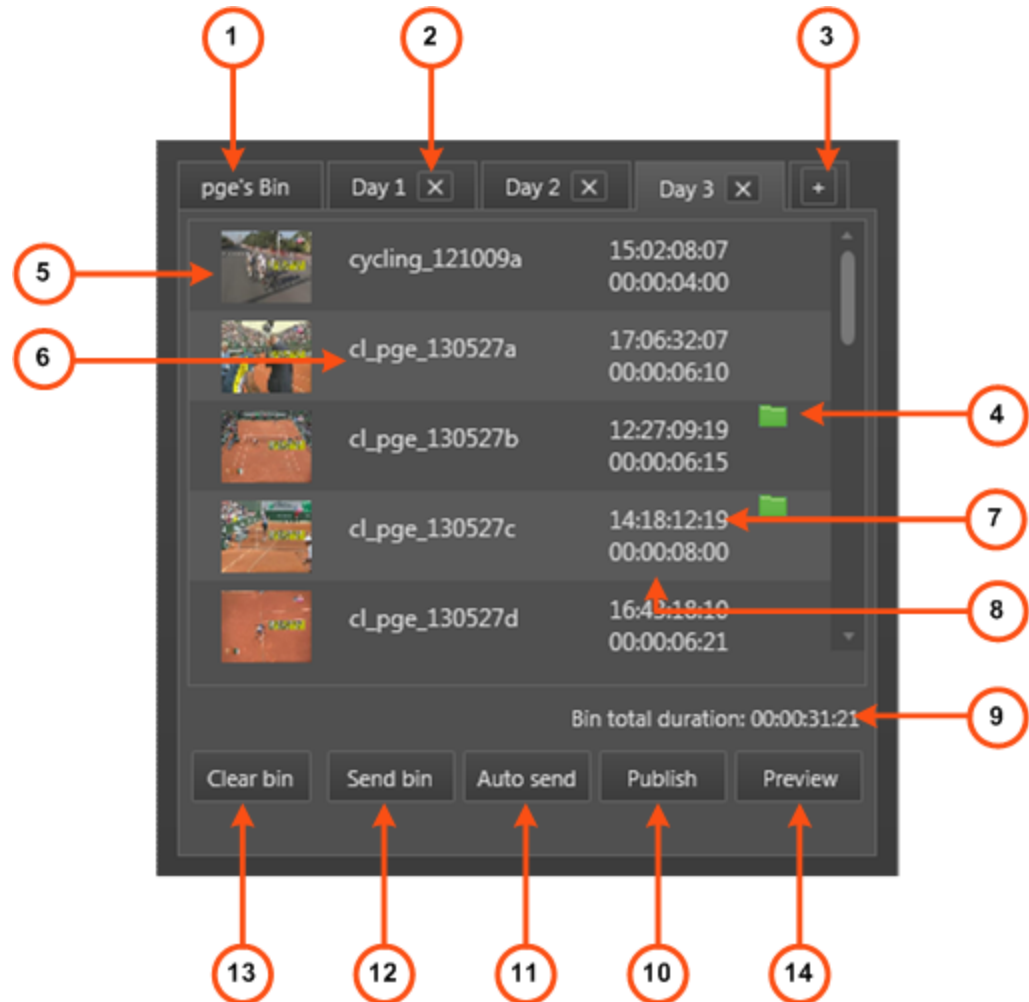 1 2 3
pge's Bin Day 1 × Day 2 × Day 3 × +
cycling_121009a 15:02:08:07
00:00:04:00
5
6
cl_pge_130527a 17:06:32:07
00:00:06:10
4
cl_pge_130527b 12:27:09:19
00:00:06:15
7
cl_pge_130527c 14:18:12:19
00:00:08:00
8
cl_pge_130527d 16:43:18:10
00:00:06:21
Bin total duration: 00:00:31:21
9
Clear bin Send bin Auto send Publish Preview
13 12 11 10 14